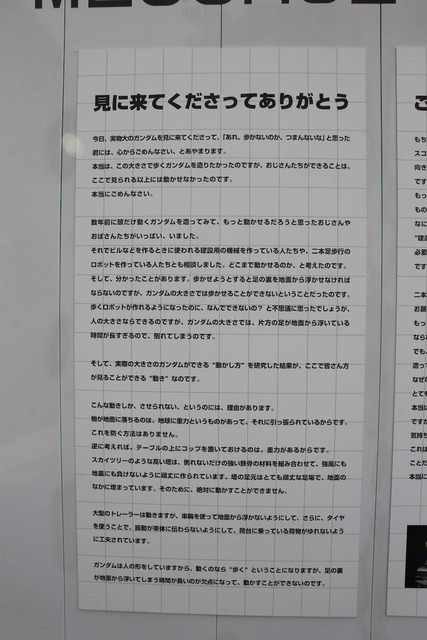 見に来てくださってありがとう
今日、実物大のガンダムを見に来てくださって、「あれ、歩かないのか、つまんないな」と思った
君には、心からごめんなさい、とあやまります。
本当は、この大きさで歩くガンダムを造りたかったのですが、おじさんたちができることは、
ここで見られる以上には動かせなかったのです。
本当にごめんなさい。
数年前に頭だけ動くガンダムを造ってみて、もっと動かせるだろうと思ったおじさんや
おばさんたちがいっぱい、いました。
それでビルなどを作るときに使われる建設用の機械を作っている人たちや、二本足歩行の
ロボットを作っている人たちとも相談しました。どこまで動かせるのか、と考えたのです。
そして、分かったことがあります。歩かせようとすると足の裏を地面から浮かせなければ
ならないのですが、ガンダムの大きさでは歩かせることができないということだったのです。
歩くロボットが作れるようになったのに、なんでできないの？ と不思議に思ったでしょうが、
人の大きさならできるのですが、ガンダムの大きさでは、片方の足が地面から浮いている
時間が長すぎるので、倒れてしまうのです。
そして、実際の大きさのガンダムができる“動かし方”を研究した結果が、ここで皆さん方
が見ることができる“動き”なのです。
こんな動きしか、させられない、というのには、理由があります。
物が地面に落ちるのは、地球に重力というものがあって、それに引っ張られているからです。
これを防ぐ方法はありません。
逆に考えれば、テーブルの上にコップを置いておけるのは、重力があるからです。
スカイツリーのような高い塔は、倒れないだけの強い鉄骨の材料を組み合わせて、強風にも
地震にも負けないように頑丈に作られています。塔の足元はとても頑丈な足場で、地面の
なかに埋まっています。そのために、絶対に動かすことができません。
大型のトレーラーは動きますが、車輪を使って地面から浮かないようにして、さらに、タイヤ
を使うことで、振動が車体に伝わらないようにして、荷台に乗っている荷物がゆれないよう
に工夫されています。
ガンダムは人の形をしていますから、動くのなら“歩く”ということになりますが、足の裏
が地面から浮いてしまう時間が長いのが欠点になって、動かすことができないのです。